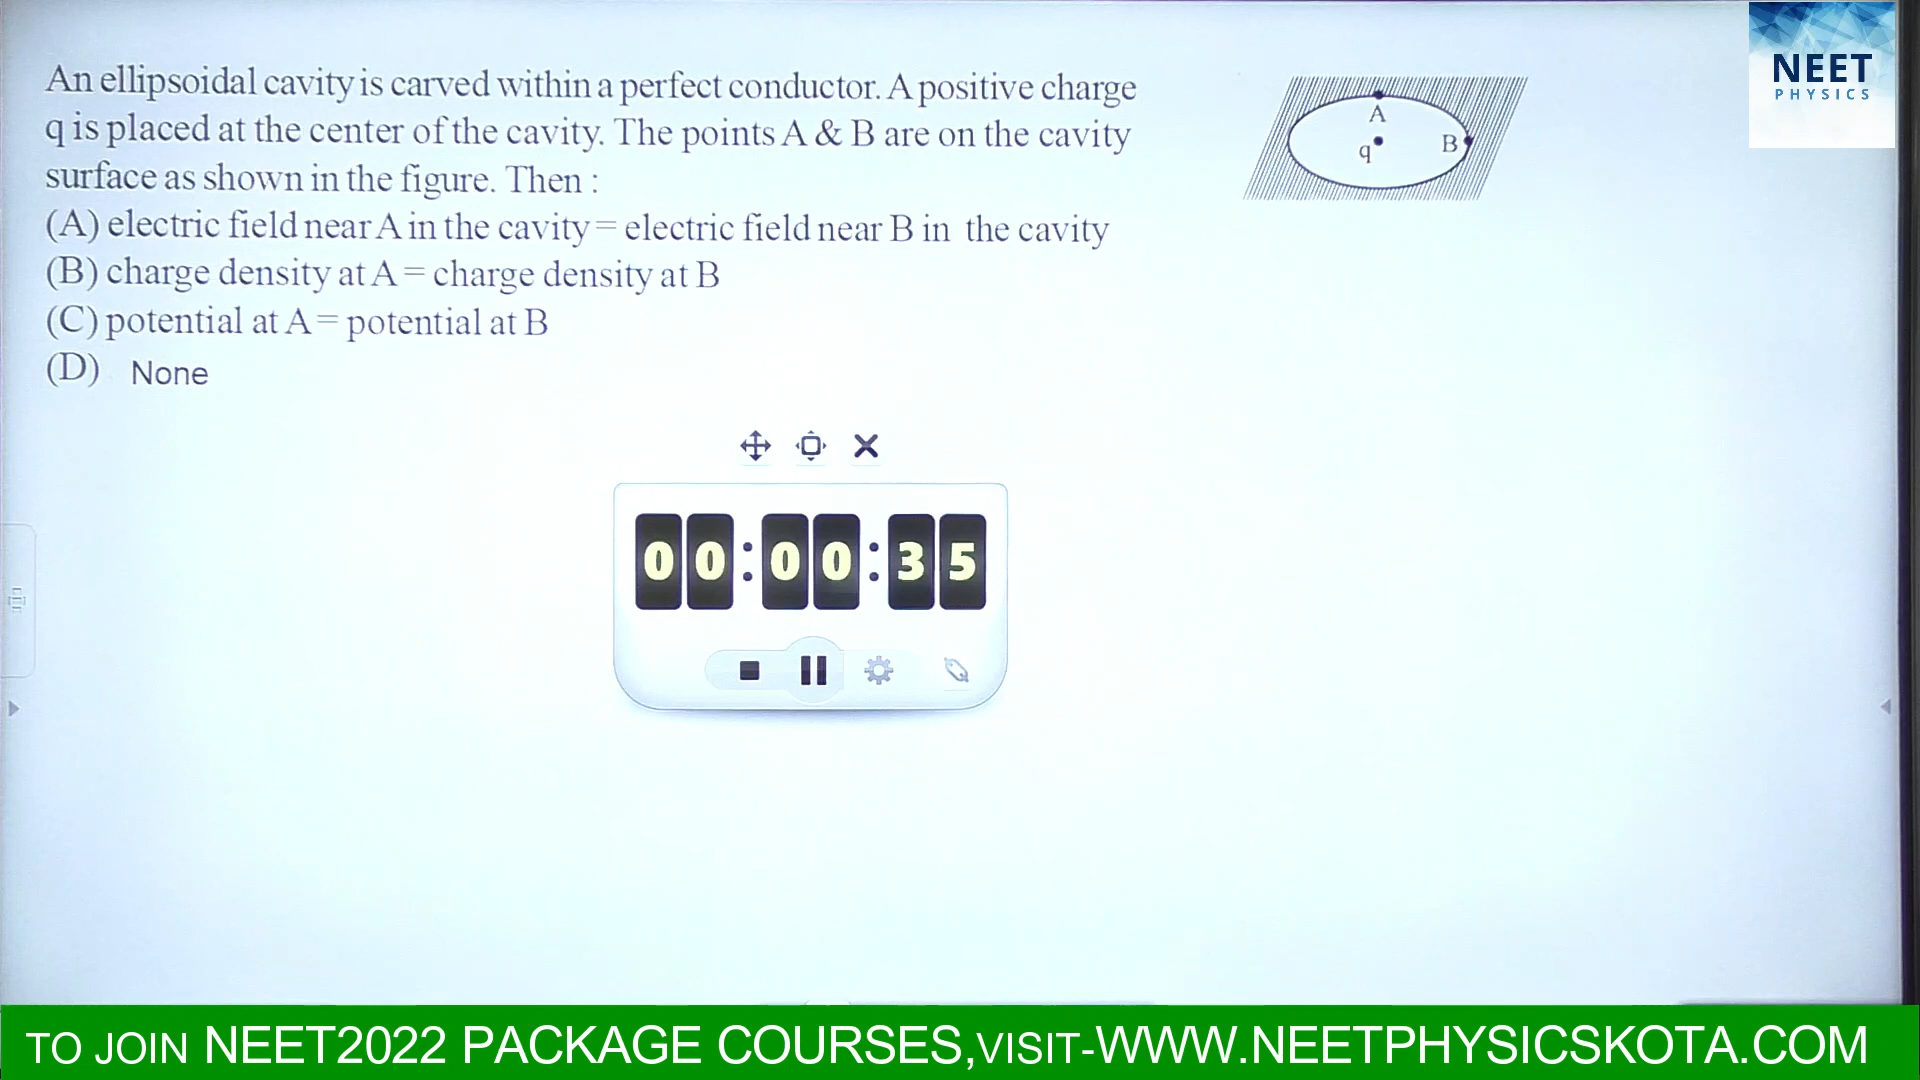 An ellipsoidal cavity is carved within a perfect conductor. A positive charge
q is placed at the center of the cavity. The points A & B are on the cavity
surface as shown in the figure. Then :
(A) electric field near A in the cavity = electric field near B in the cavity
(B) charge density at A = charge density at B
(C) potential at A = potential at B
(D) None
A
q
B
NEET
PHYSICS
00:00:35
TO JOIN NEET2022 PACKAGE COURSES,VISIT-WWW.NEETPHYSICSKOTA.COM